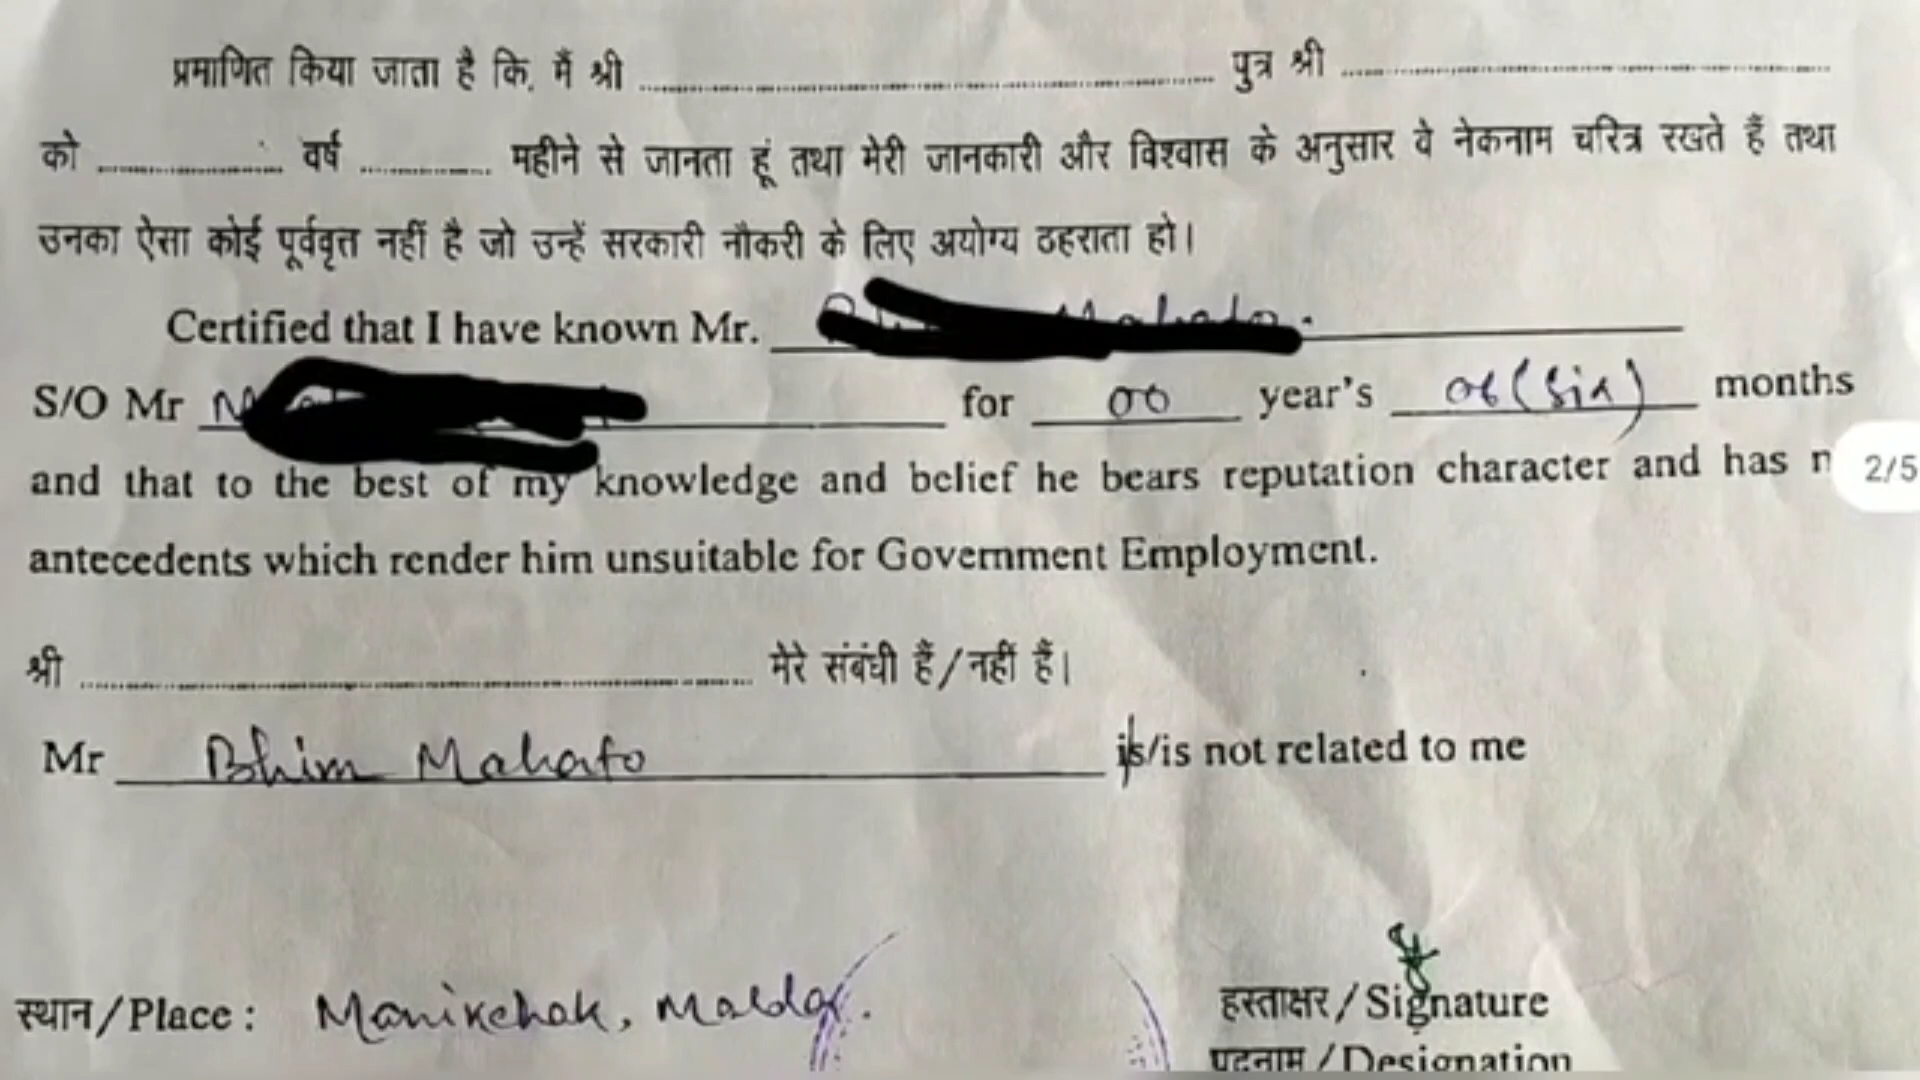 प्रमाणित किया जाता है कि, मैं श्री ........................ पुत्र श्री ........................
को ............ वर्ष ............ महीने से जानता हूं तथा मेरी जानकारी और विश्वास के अनुसार वे नेकनाम चरित्र रखते हैं तथा
उनका ऐसा कोई पूर्ववृत्त नहीं है जो उन्हें सरकारी नौकरी के लिए अयोग्य ठहराता हो।
Certified that I have known Mr.
S/O Mr for 00 year's 06 (Six) months
and that to the best of my knowledge and belief he bears reputation character and has n 2/5
antecedents which render him unsuitable for Government Employment.
श्री ........................ मेरे संबंधी हैं/नहीं हैं।
Mr Bhim Mahato is/is not related to me
स्थान/Place : Manikchak, Malda.
हस्ताक्षर/Signature
पदनाम/Designation